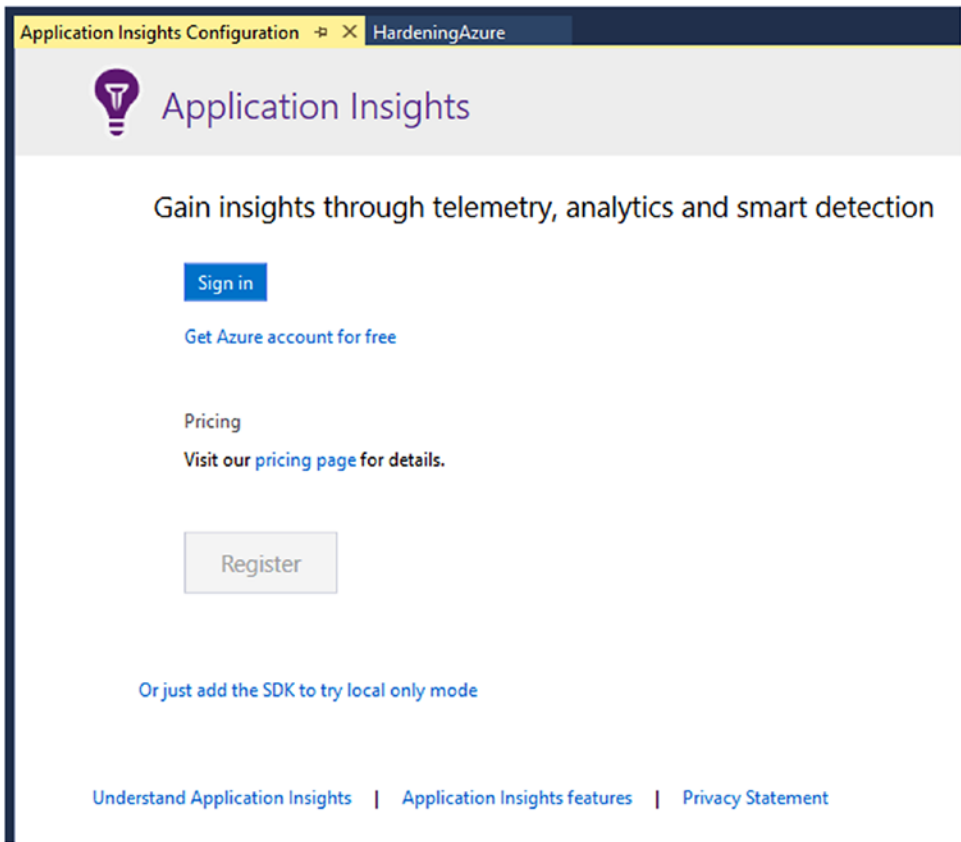 Application Insights Configuration HardeningAzure
Application Insights
Gain insights through telemetry, analytics and smart detection
Sign in
Get Azure account for free
Pricing
Visit our pricing page for details.
Register
Or just add the SDK to try local only mode
Understand Application Insights | Application Insights features | Privacy Statement